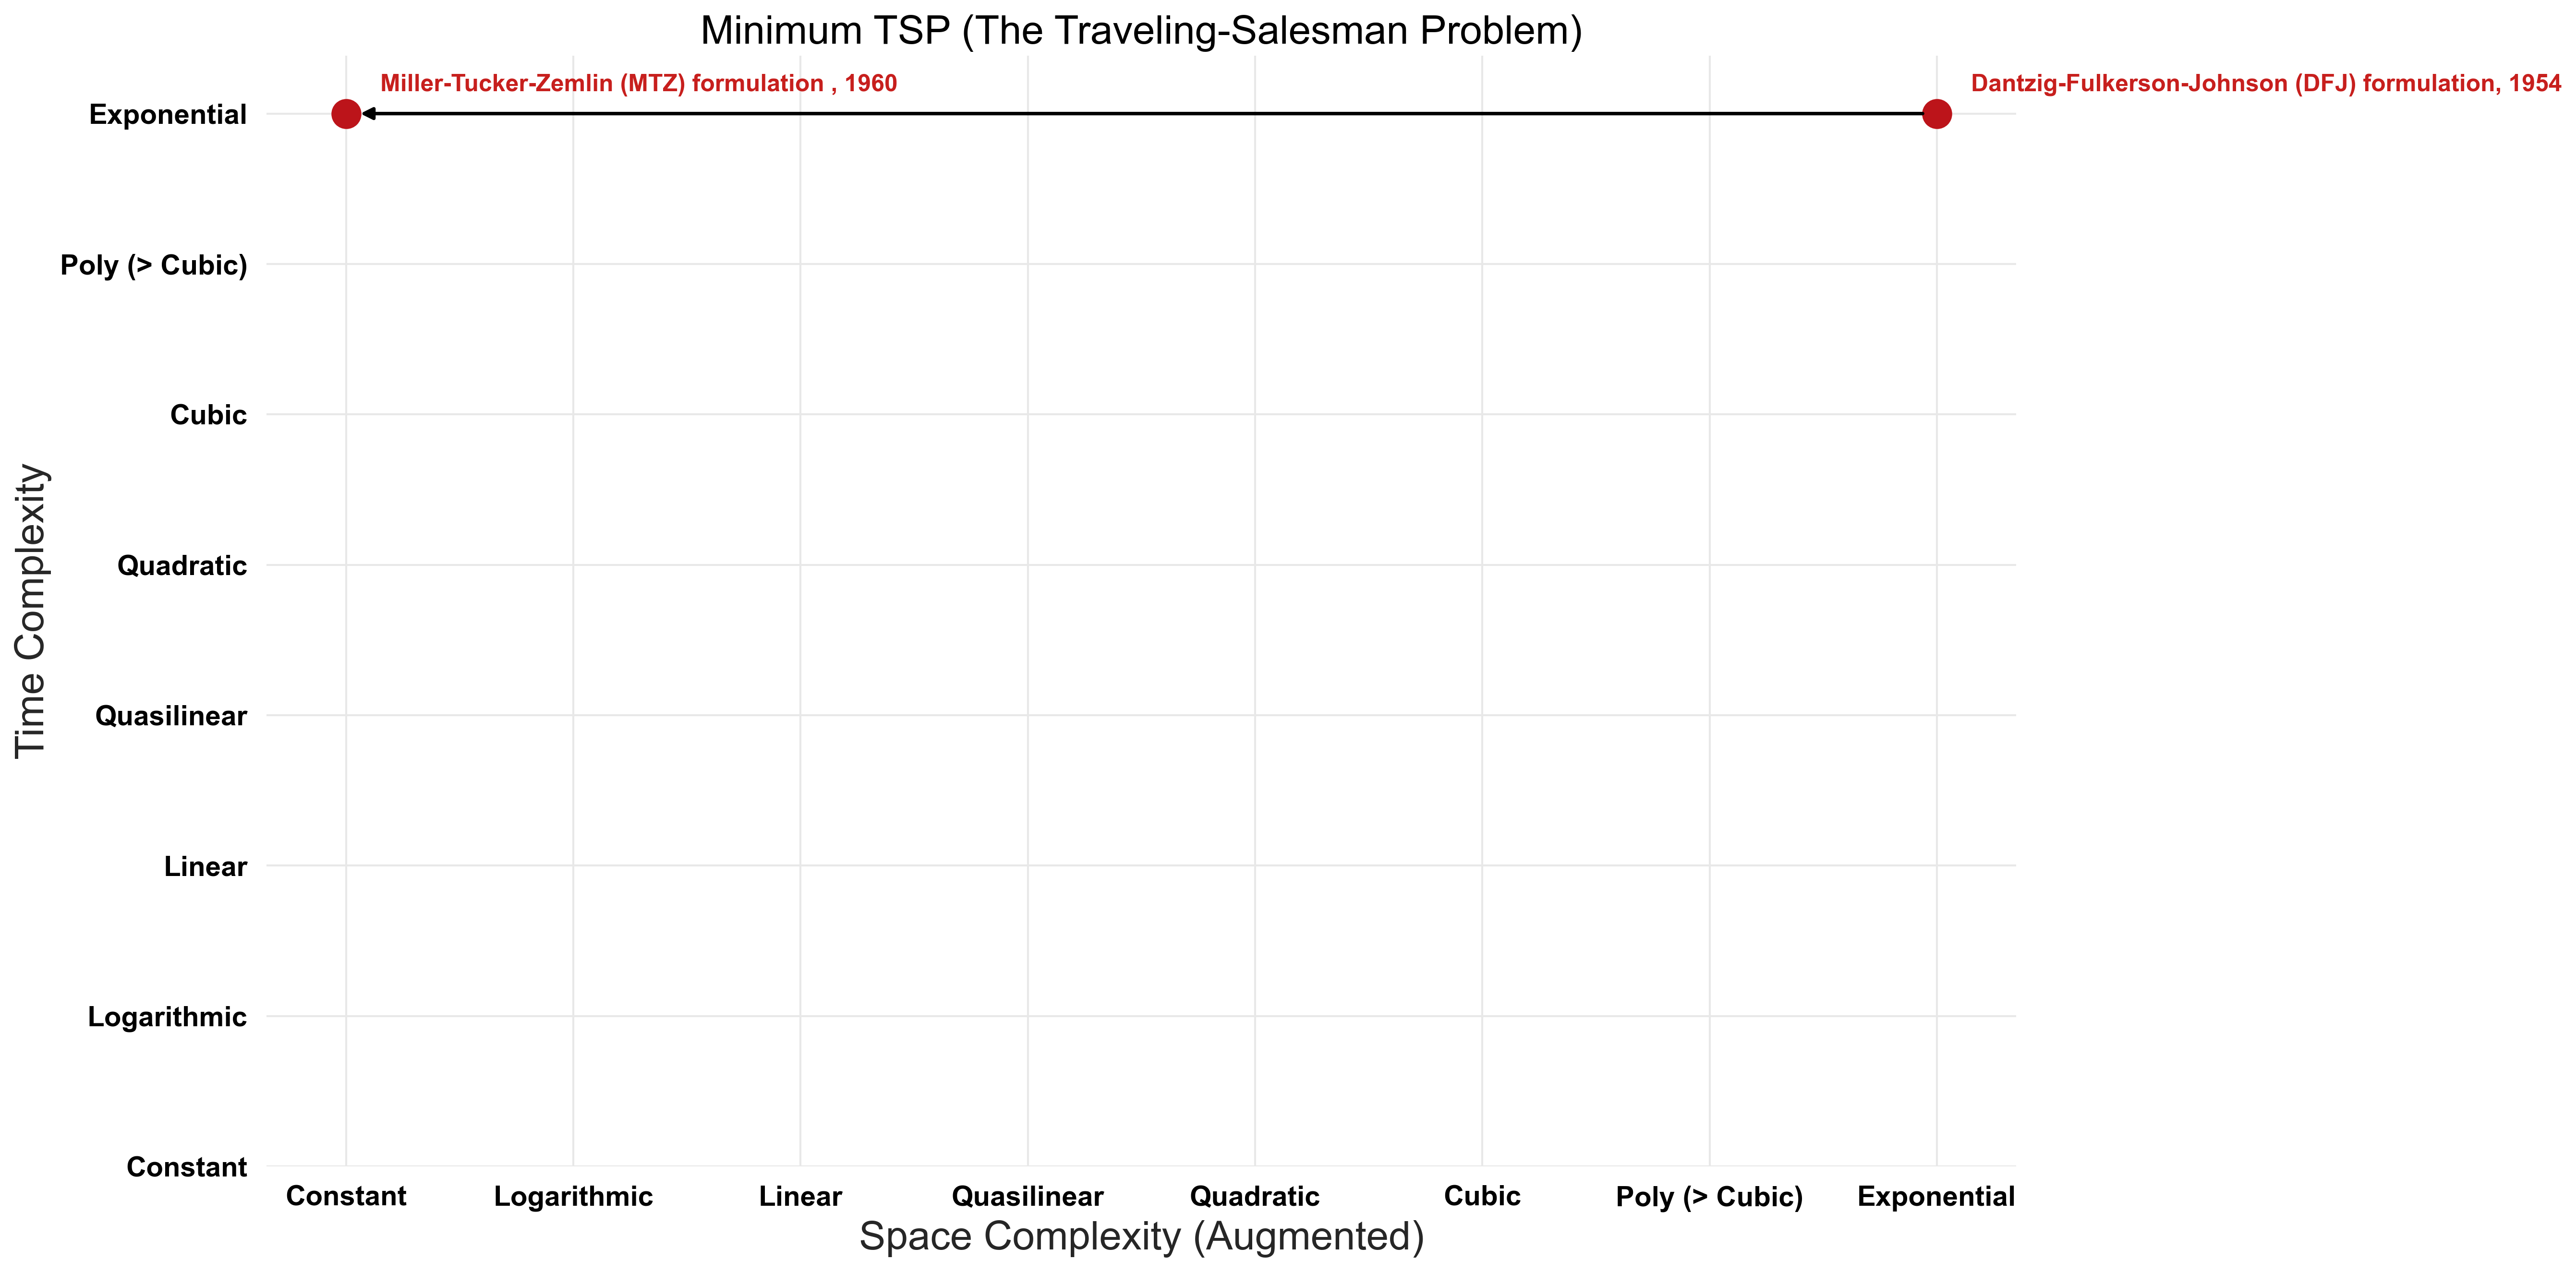 Minimum TSP (The Traveling-Salesman Problem)
Miller-Tucker-Zemlin (MTZ) formulation , 1960
Dantzig-Fulkerson-Johnson (DFJ) formulation, 1954
Time Complexity
Exponential
Poly (> Cubic)
Cubic
Quadratic
Quasilinear
Linear
Logarithmic
Constant
Constant Logarithmic Linear Quasilinear Quadratic Cubic Poly (> Cubic) Exponential
Space Complexity (Augmented)